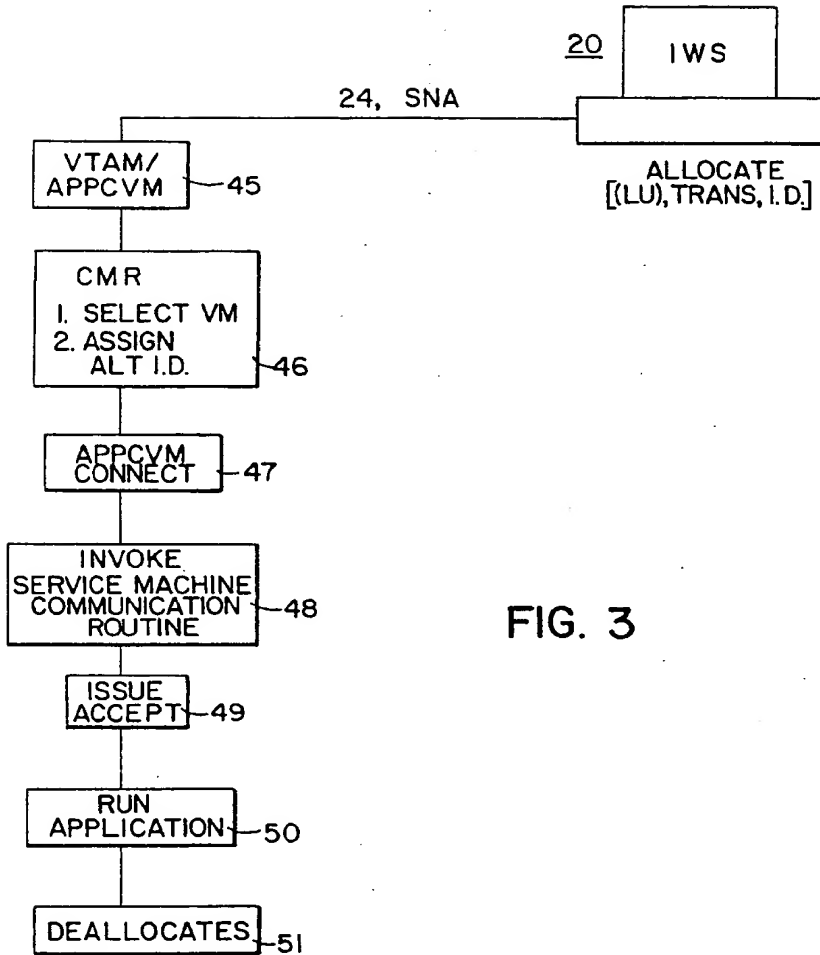 20
IWS
24, SNA
ALLOCATE
[(LU), TRANS, I.D.]
VTAM/
APPCVM
45
CMR
1. SELECT VM
2. ASSIGN
ALT I.D.
46
APPCVM
CONNECT
47
INVOKE
SERVICE MACHINE
COMMUNICATION
ROUTINE
48
FIG. 3
ISSUE
ACCEPT
49
RUN
APPLICATION
50
DEALLOCATES
51